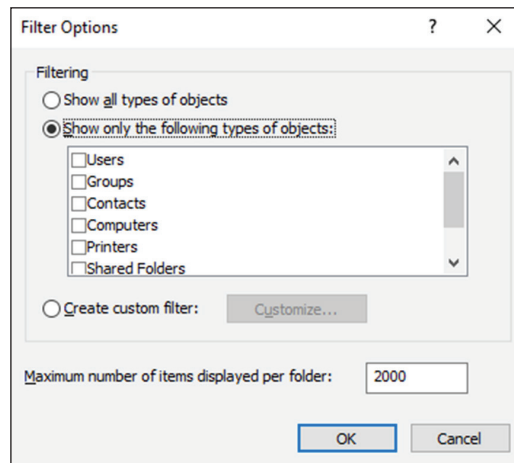 Filter Options ? X
Filtering
Show all types of objects
Show only the following types of objects:
Users
Groups
Contacts
Computers
Printers
Shared Folders
Create custom filter: Customize...
Maximum number of items displayed per folder: 2000
OK Cancel